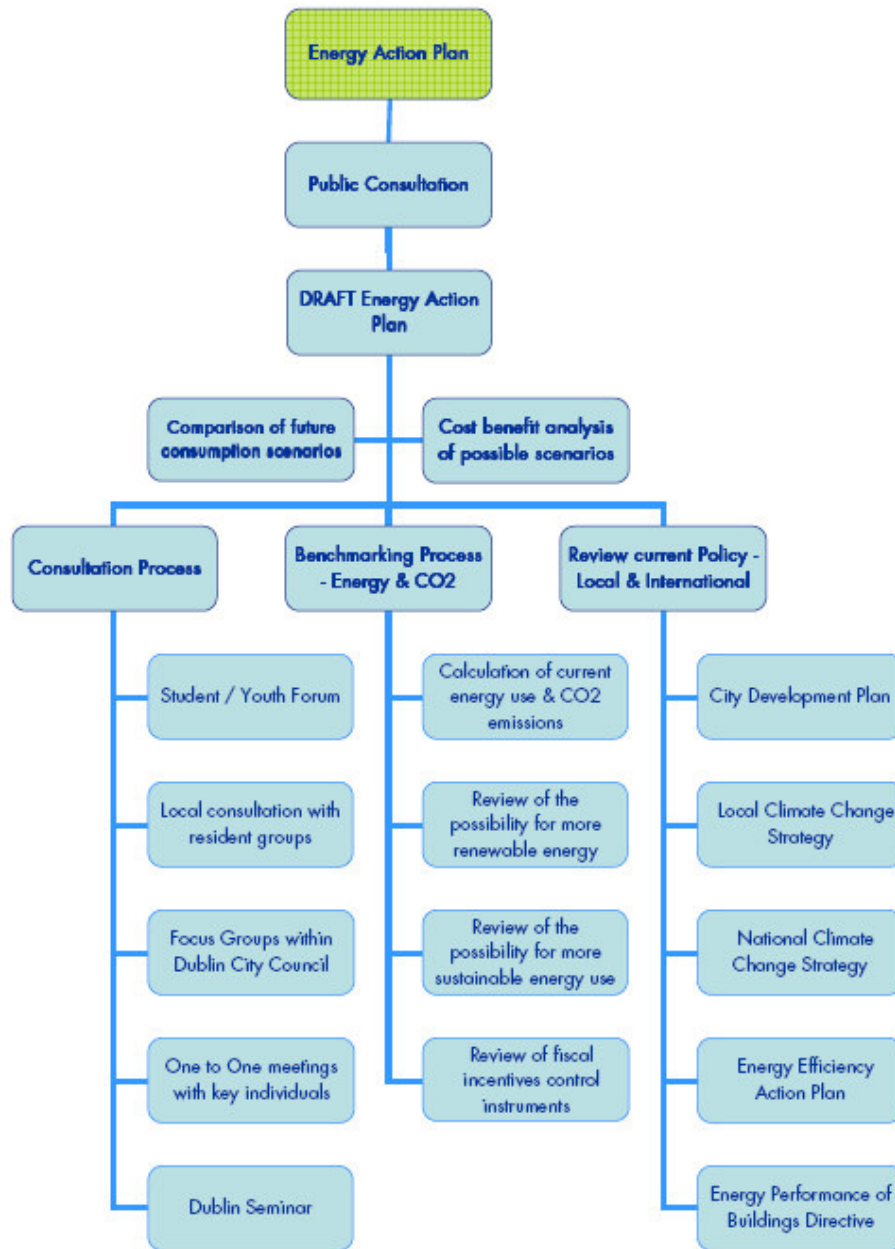 Energy Action Plan
Public Consultation
DRAFT Energy Action
Plan
Comparison of future
consumption scenarios
Cost benefit analysis
of possible scenarios
Consultation Process
Benchmarking Process
- Energy & CO2
Review current Policy -
Local & International
Student / Youth Forum
Local consultation with
resident groups
Focus Groups within
Dublin City Council
One to One meetings
with key individuals
Dublin Seminar
Calculation of current
energy use & CO2
emissions
Review of the
possibility for more
renewable energy
Review of the
possibility for more
sustainable energy use
Review of fiscal
incentives control
instruments
City Development Plan
Local Climate Change
Strategy
National Climate
Change Strategy
Energy Efficiency
Action Plan
Energy Performance of
Buildings Directive